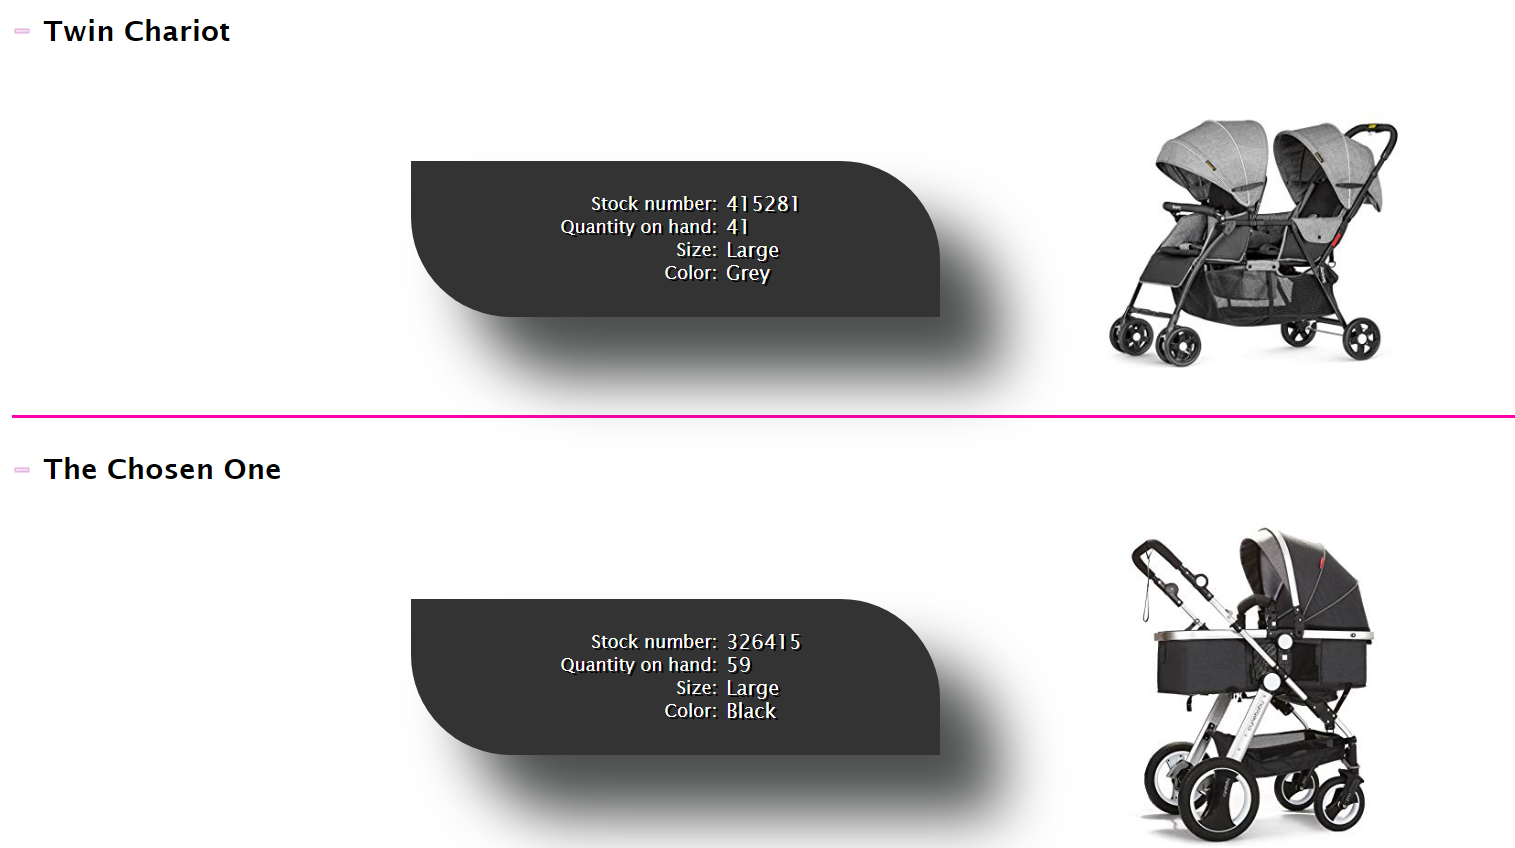 Twin Chariot
Stock number: 415281
Quantity on hand: 41
Size: Large
Color: Grey
The Chosen One
Stock number: 326415
Quantity on hand: 59
Size: Large
Color: Black